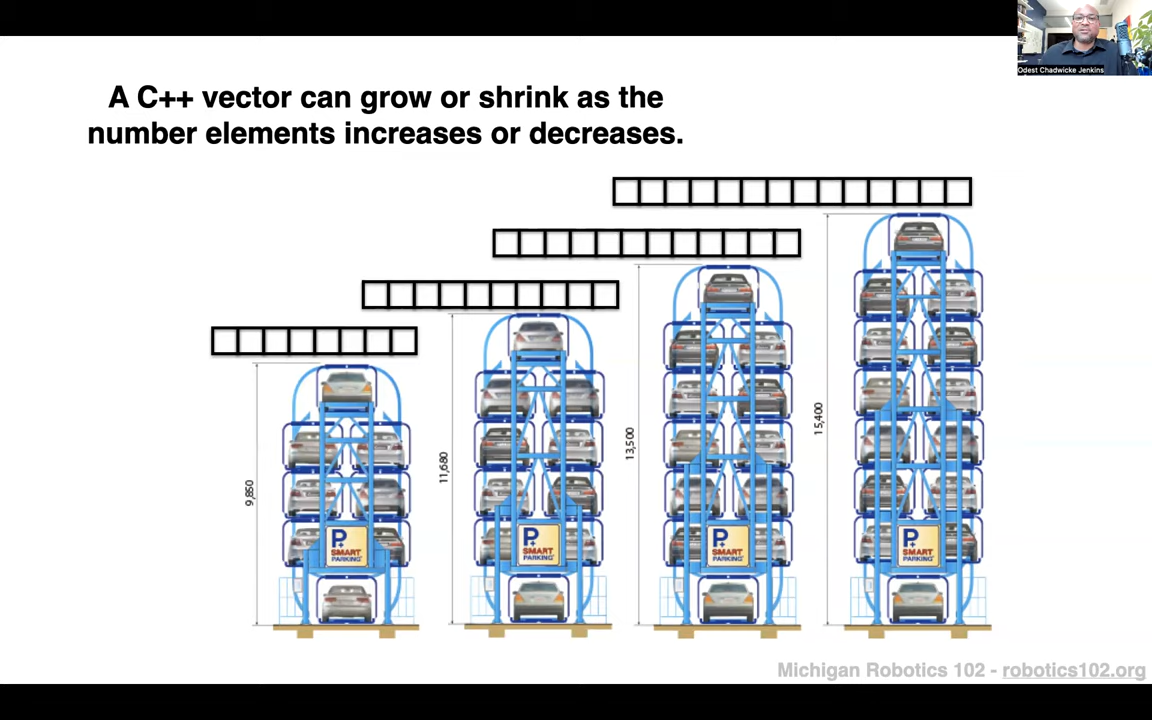 Odest Chadwicke Jenkins
A C++ vector can grow or shrink as the
number elements increases or decreases.
9,850
11,680
13,500
15,400
P+
SMART
PARKING
P+
SMART
PARKING
P+
SMART
PARKING
P+
SMART
PARKING
Michigan Robotics 102 - robotics102.org